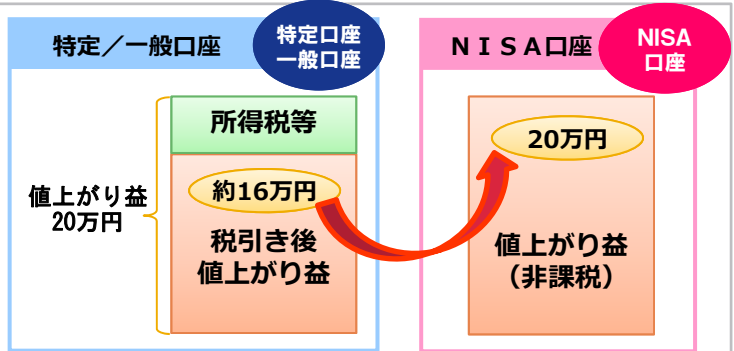 特定／一般口座
特定口座
一般口座
所得税等
約16万円
値上がり益
20万円
税引き後
値上がり益
ＮＩＳＡ口座
NISA
口座
20万円
値上がり益
（非課税）